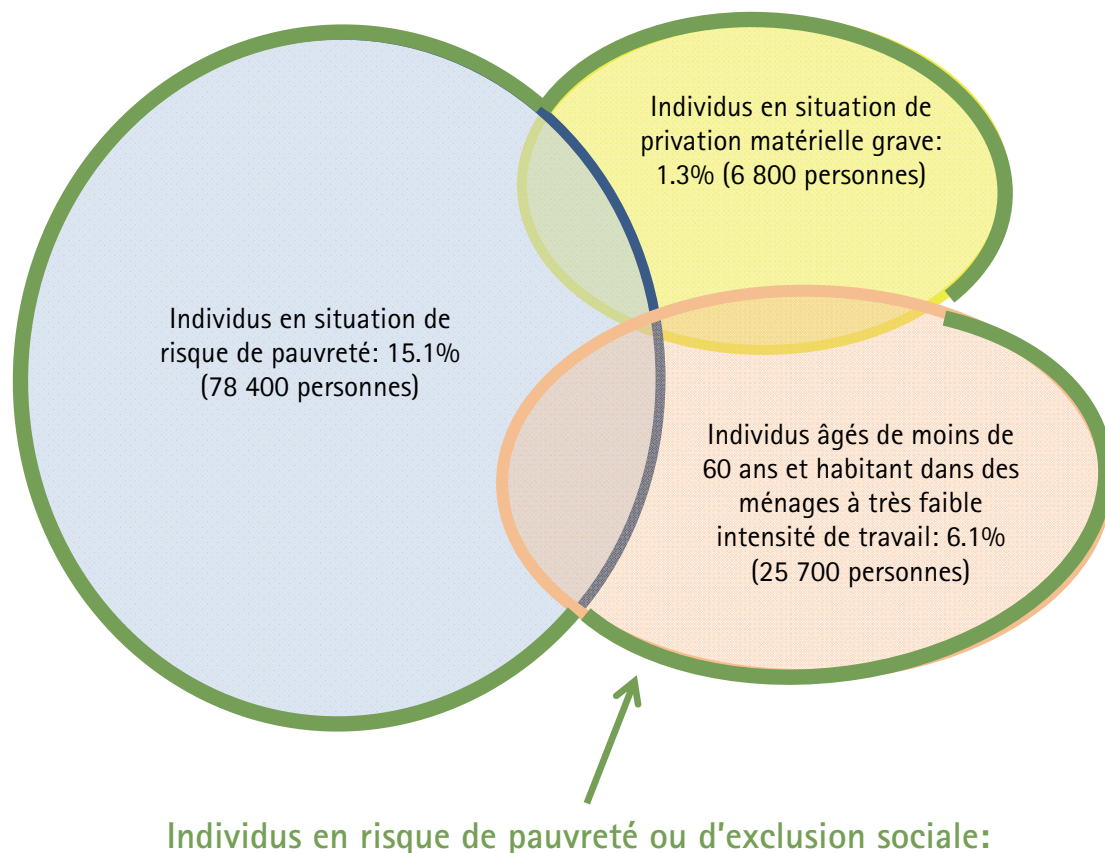 Individus en situation de
privation matérielle grave:
1.3% (6 800 personnes)
Individus en situation de
risque de pauvreté: 15.1%
(78 400 personnes)
Individus âgés de moins de
60 ans et habitant dans des
ménages à très faible
intensité de travail: 6.1%
(25 700 personnes)
Individus en risque de pauvreté ou d'exclusion sociale: